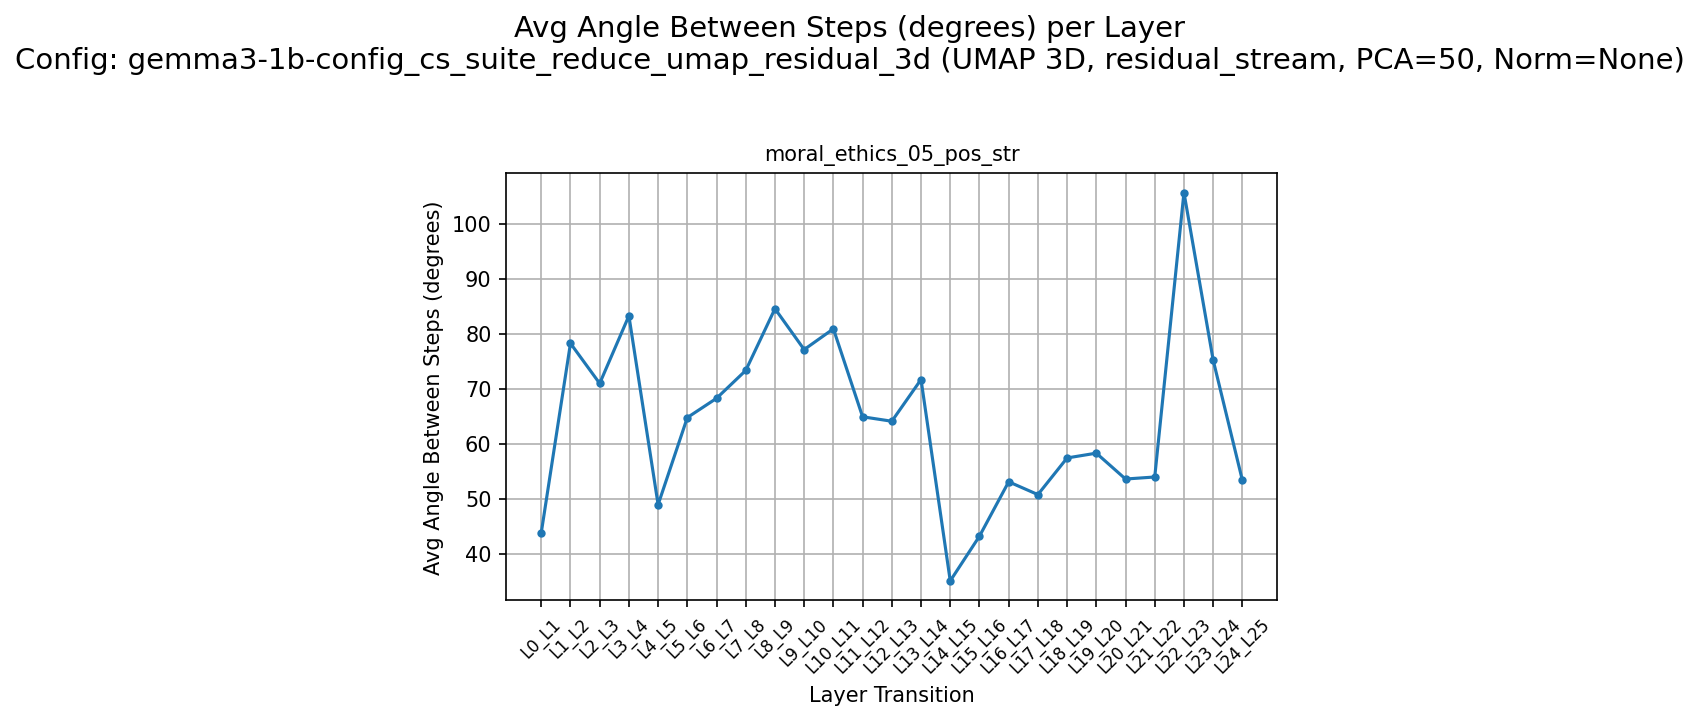 Avg Angle Between Steps (degrees) per Layer
Config: gemma3-1b-config_cs_suite_reduce_umap_residual_3d (UMAP 3D, residual_stream, PCA=50, Norm=None)
moral_ethics_05_pos_str
Avg Angle Between Steps (degrees)
100
90
80
70
60
50
40
L0_L1
L1_L2
L2_L3
L3_L4
L4_L5
L5_L6
L6_L7
L7_L8
L8_L9
L9_L10
L10_L11
L11_L12
L12_L13
L13_L14
L14_L15
L15_L16
L16_L17
L17_L18
L18_L19
L19_L20
L20_L21
L21_L22
L22_L23
L23_L24
L24_L25
Layer Transition